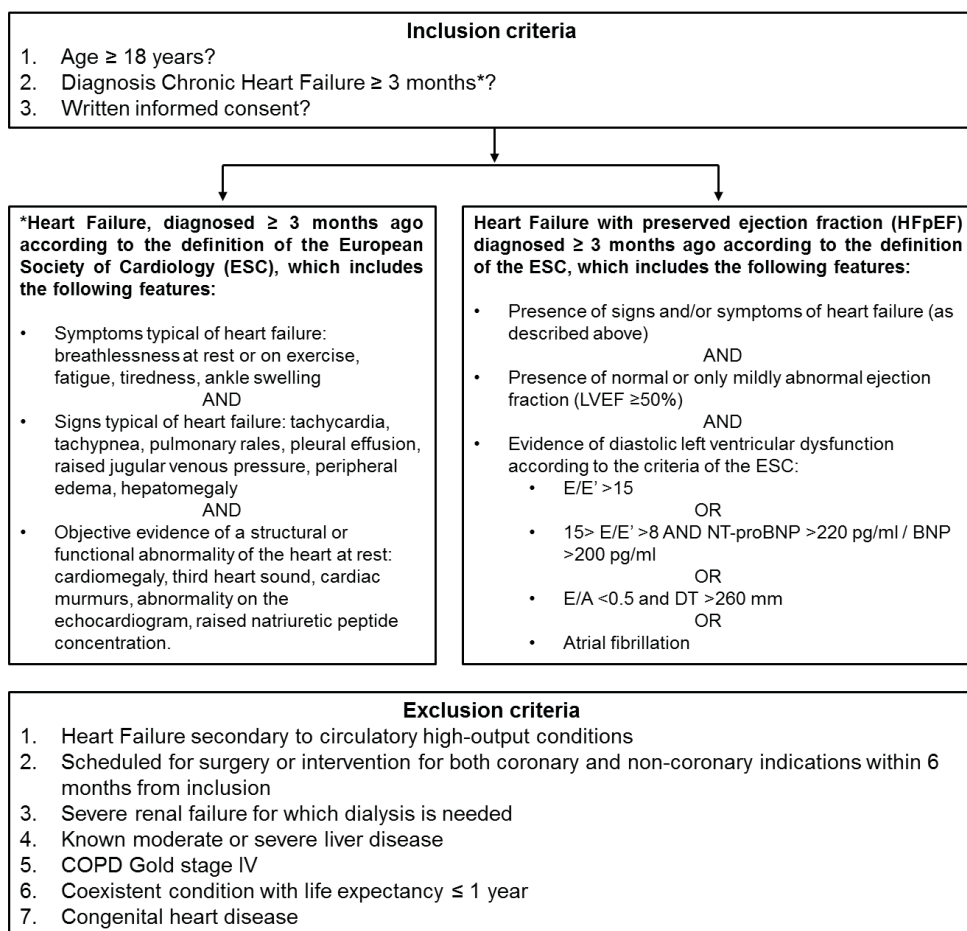 Inclusion criteria
1. Age ≥ 18 years?
2. Diagnosis Chronic Heart Failure ≥ 3 months*?
3. Written informed consent?
*Heart Failure, diagnosed ≥ 3 months ago
according to the definition of the European
Society of Cardiology (ESC), which includes
the following features:
• Symptoms typical of heart failure:
breathlessness at rest or on exercise,
fatigue, tiredness, ankle swelling
AND
• Signs typical of heart failure: tachycardia,
tachypnea, pulmonary rales, pleural effusion,
raised jugular venous pressure, peripheral
edema, hepatomegaly
AND
• Objective evidence of a structural or
functional abnormality of the heart at rest:
cardiomegaly, third heart sound, cardiac
murmurs, abnormality on the
echocardiogram, raised natriuretic peptide
concentration.
Heart Failure with preserved ejection fraction (HFpEF)
diagnosed ≥ 3 months ago according to the definition
of the ESC, which includes the following features:
• Presence of signs and/or symptoms of heart failure (as
described above)
AND
• Presence of normal or only mildly abnormal ejection
fraction (LVEF ≥50%)
AND
• Evidence of diastolic left ventricular dysfunction
according to the criteria of the ESC:
• E/E’ >15
OR
• 15> E/E’ >8 AND NT-proBNP >220 pg/ml / BNP
>200 pg/ml
OR
• E/A <0.5 and DT >260 mm
OR
• Atrial fibrillation
Exclusion criteria
1. Heart Failure secondary to circulatory high-output conditions
2. Scheduled for surgery or intervention for both coronary and non-coronary indications within 6
months from inclusion
3. Severe renal failure for which dialysis is needed
4. Known moderate or severe liver disease
5. COPD Gold stage IV
6. Coexistent condition with life expectancy ≤ 1 year
7. Congenital heart disease